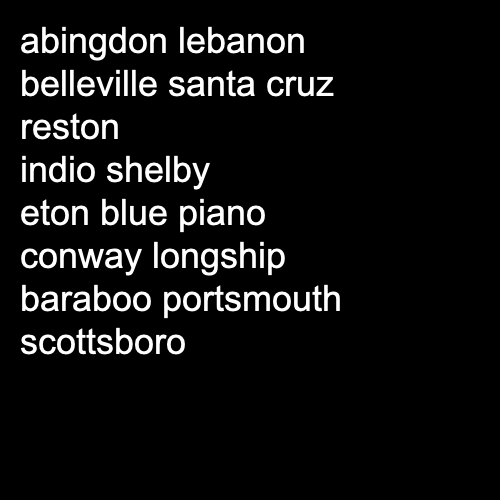 abingdon lebanon
belleville santa cruz
reston
indio shelby
eton blue piano
conway longship
baraboo portsmouth
scottsboro